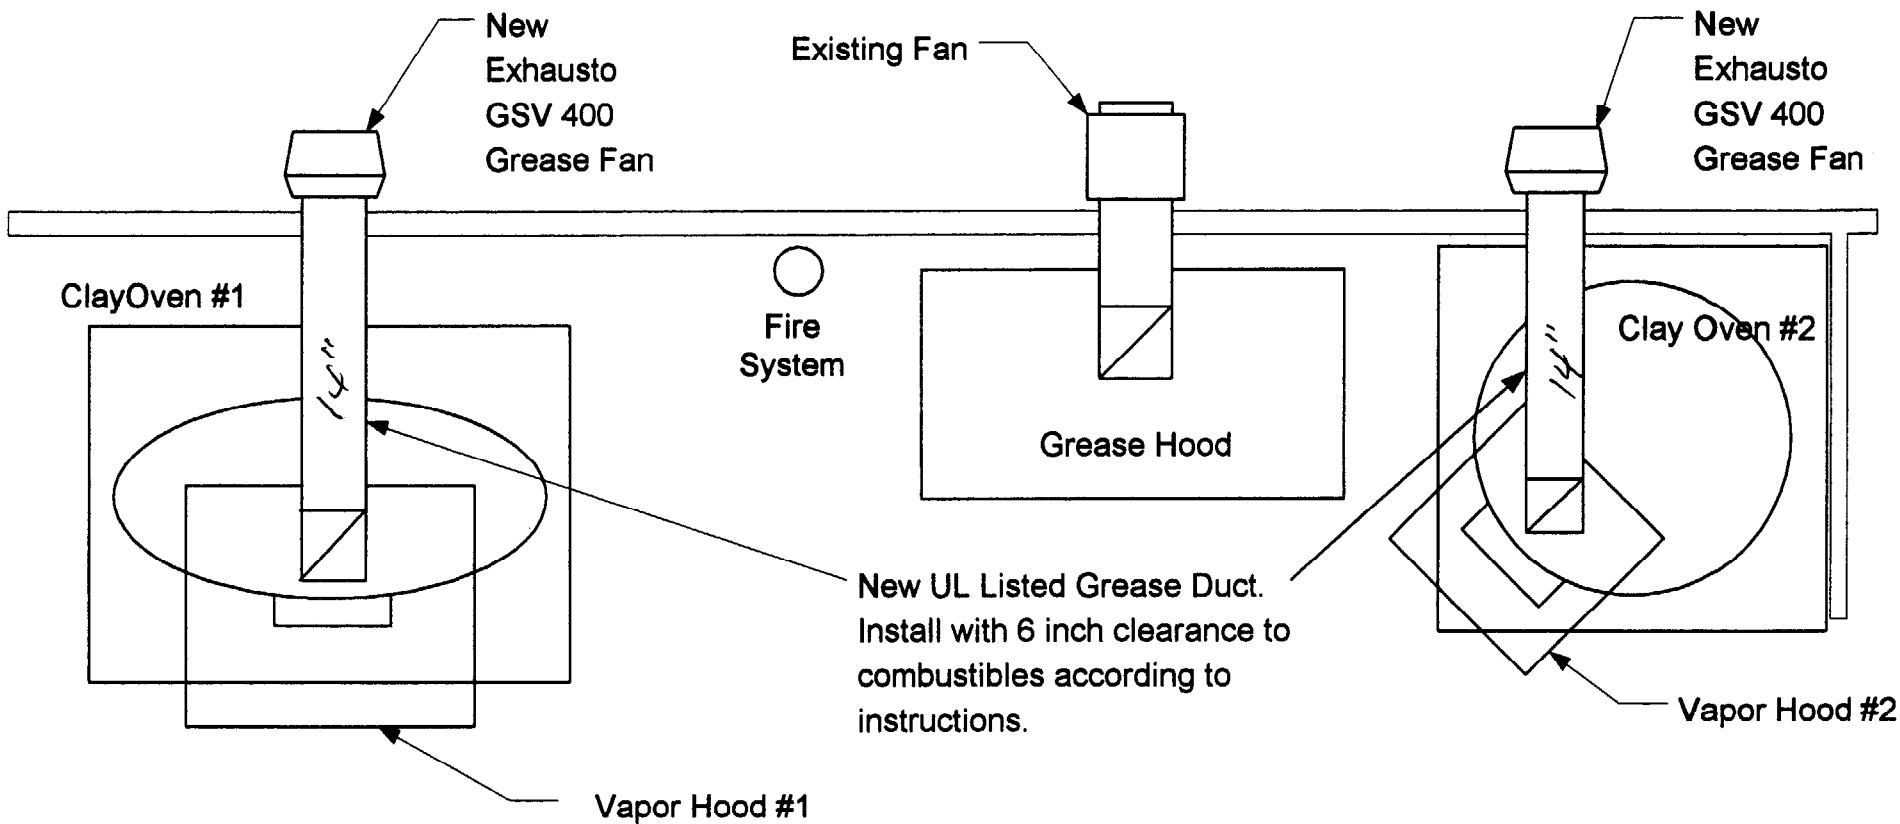 New
Exhausto
GSV 400
Grease Fan
Existing Fan
New
Exhausto
GSV 400
Grease Fan
ClayOven #1
Fire
System
Clay Oven #2
14"
14"
Grease Hood
New UL Listed Grease Duct.
Install with 6 inch clearance to
combustibles according to
instructions.
Vapor Hood #2
Vapor Hood #1